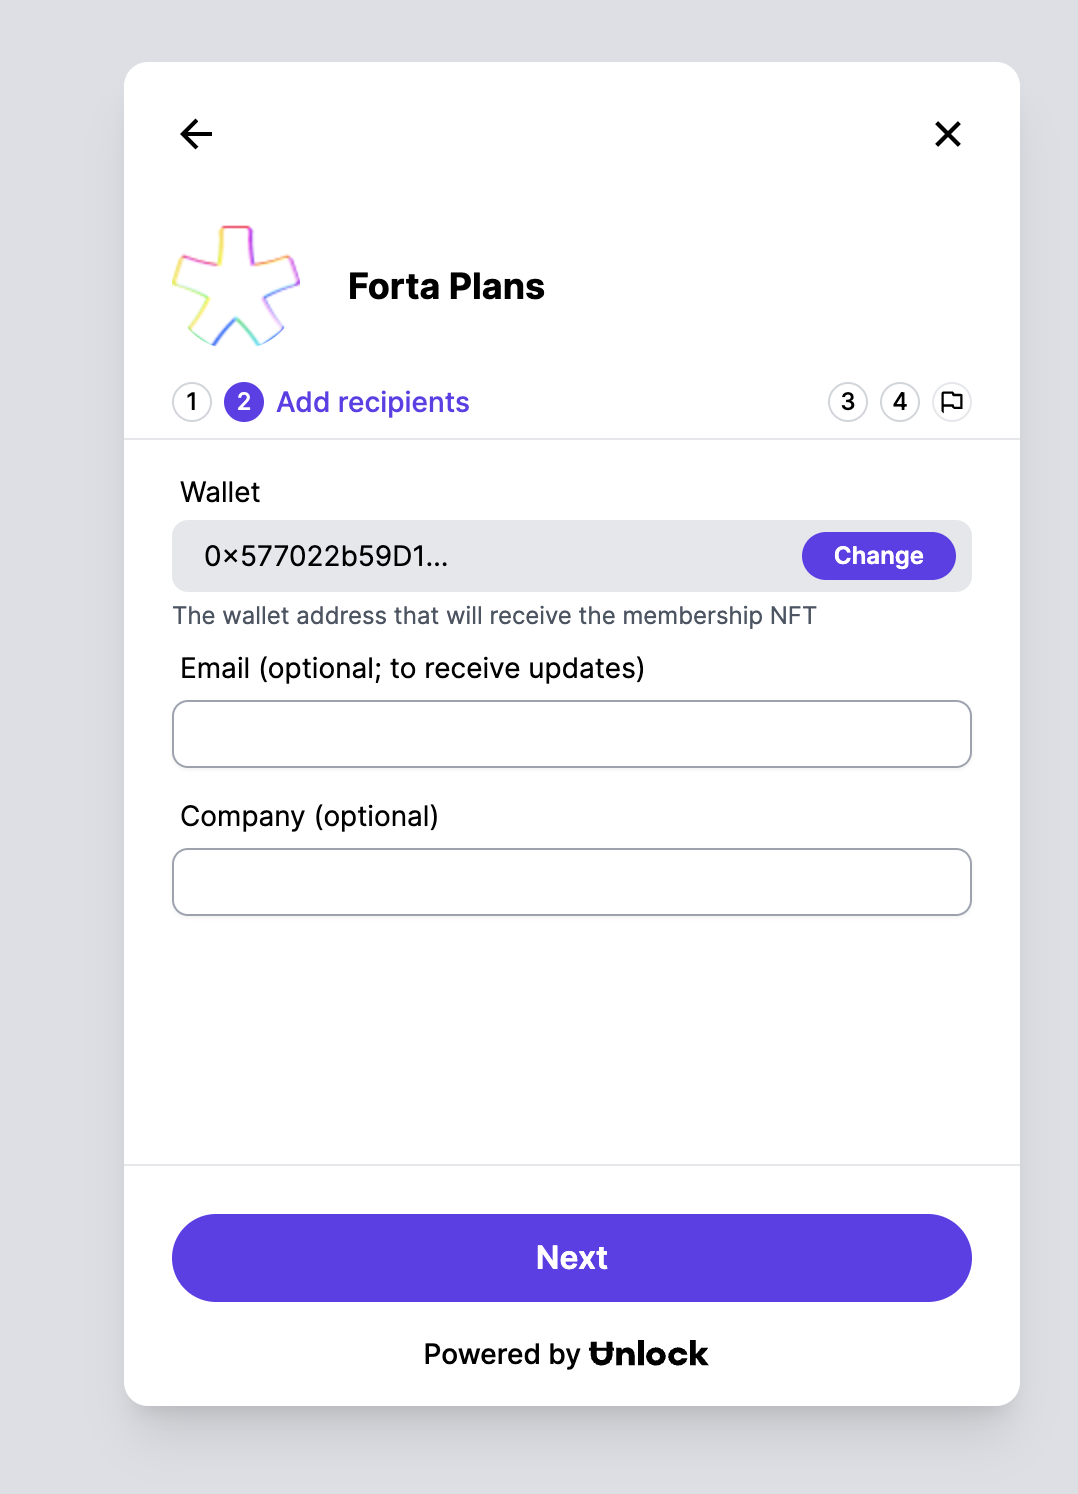 Forta Plans
1 2 Add recipients 3 4
Wallet
0×577022b59D1...
Change
The wallet address that will receive the membership NFT
Email (optional; to receive updates)
Company (optional)
Next
Powered by Unlock